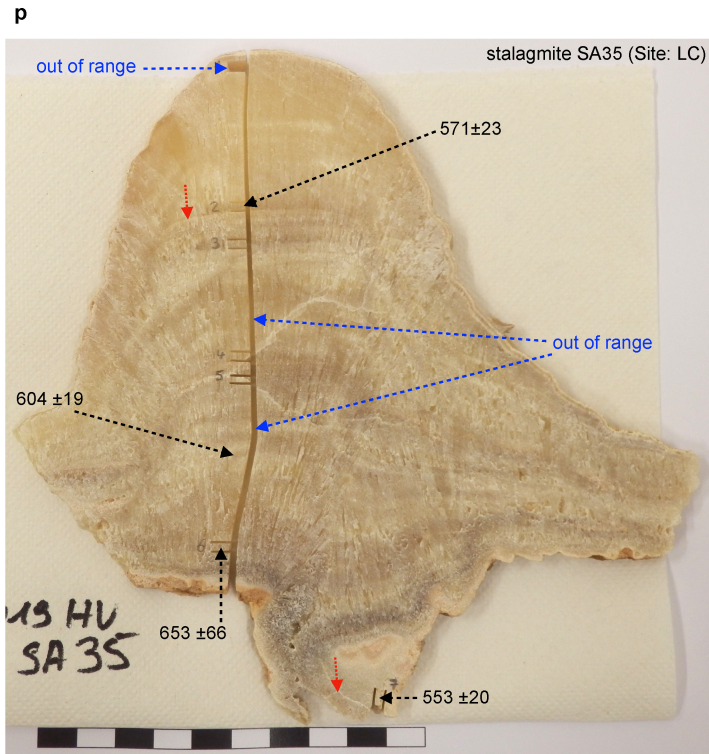 p
stalagmite SA35 (Site: LC)
out of range
571±23
2
3
out of range
4
5
604 ±19
6
19 HV
SA 35
653 ±66
7
553 ±20